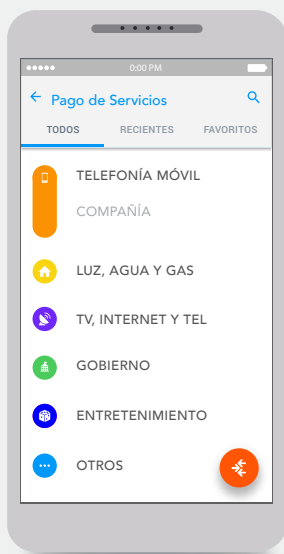 0:00 PM
Pago de Servicios
TODOS RECIENTES FAVORITOS
TELEFONÍA MÓVIL
COMPAÑÍA
LUZ, AGUA Y GAS
TV, INTERNET Y TEL
GOBIERNO
ENTRETENIMIENTO
OTROS